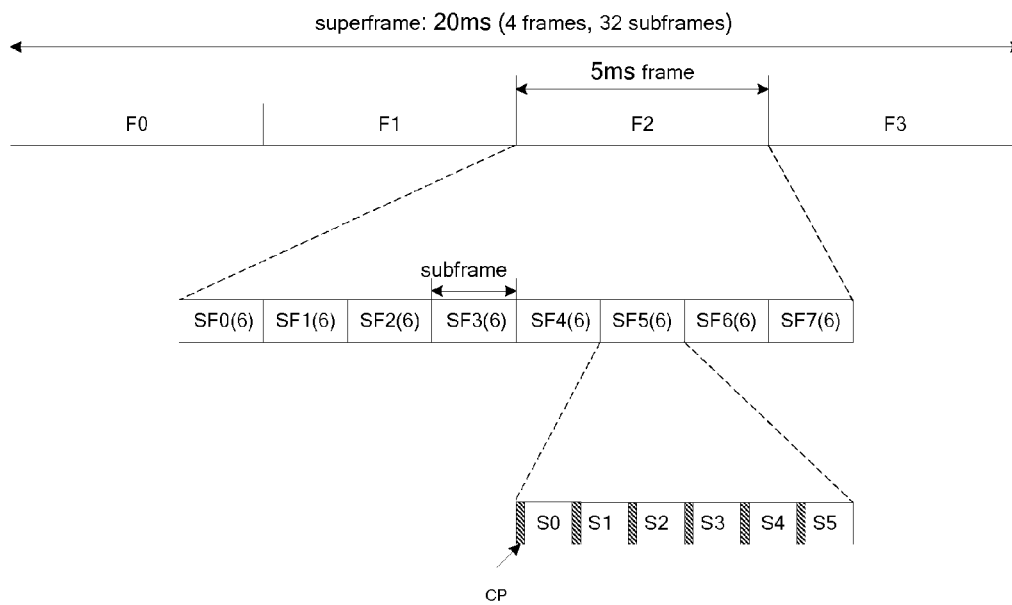 superframe: 20ms (4 frames, 32 subframes)
5ms frame
F0 F1 F2 F3
subframe
SF0(6) SF1(6) SF2(6) SF3(6) SF4(6) SF5(6) SF6(6) SF7(6)
S0 S1 S2 S3 S4 S5
CP